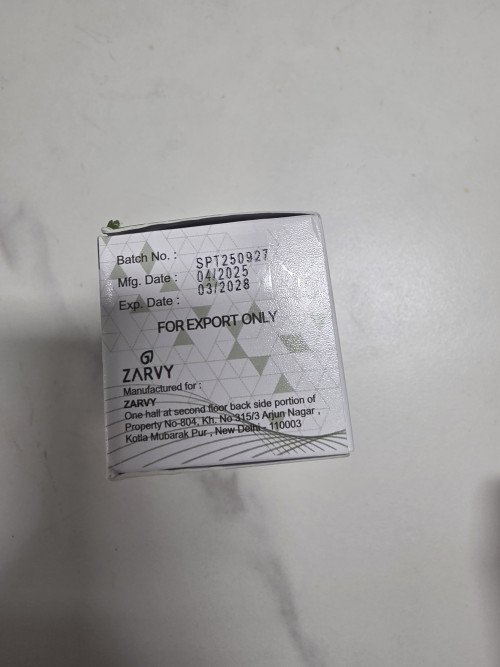 Batch No. : SPT250927
Mfg. Date : 04/2025
Exp. Date : 03/2028
FOR EXPORT ONLY
ZARVY
Manufactured for :
ZARVY
One half at second floor back side portion of
Property No-804, Kh. No 315/3 Arjun Nagar ,
Kotla Mubarak Pur , New Delhi - 110003